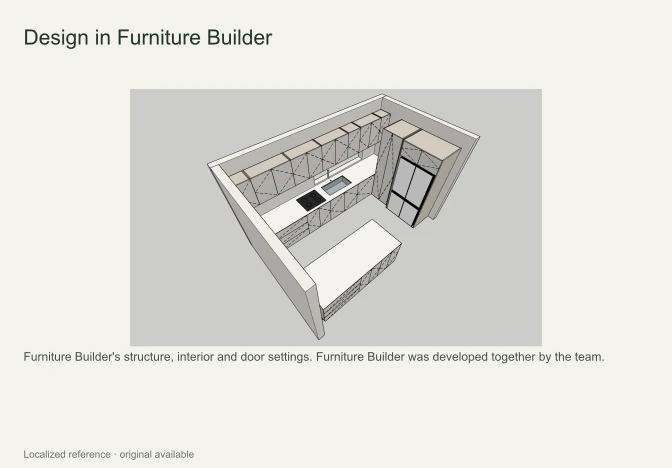 Design in Furniture Builder
Furniture Builder's structure, interior and door settings. Furniture Builder was developed together by the team.
Localized reference · original available